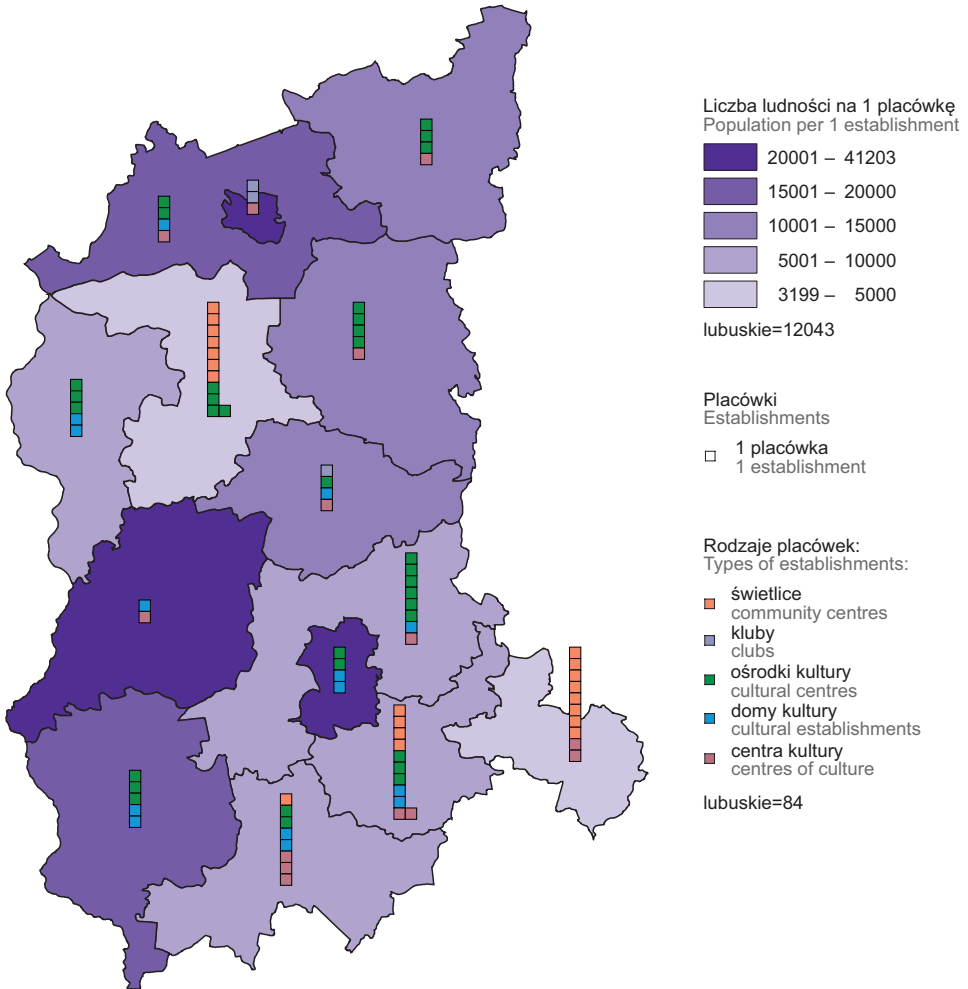 Liczba ludności na 1 placówkę
Population per 1 establishment
20001 – 41203
15001 – 20000
10001 – 15000
5001 – 10000
3199 – 5000
lubuskie=12043
Placówki
Establishments
1 placówka
1 establishment
Rodzaje placówek:
Types of establishments:
świetlice
community centres
kluby
clubs
ośrodki kultury
cultural centres
domy kultury
cultural establishments
centra kultury
centres of culture
lubuskie=84